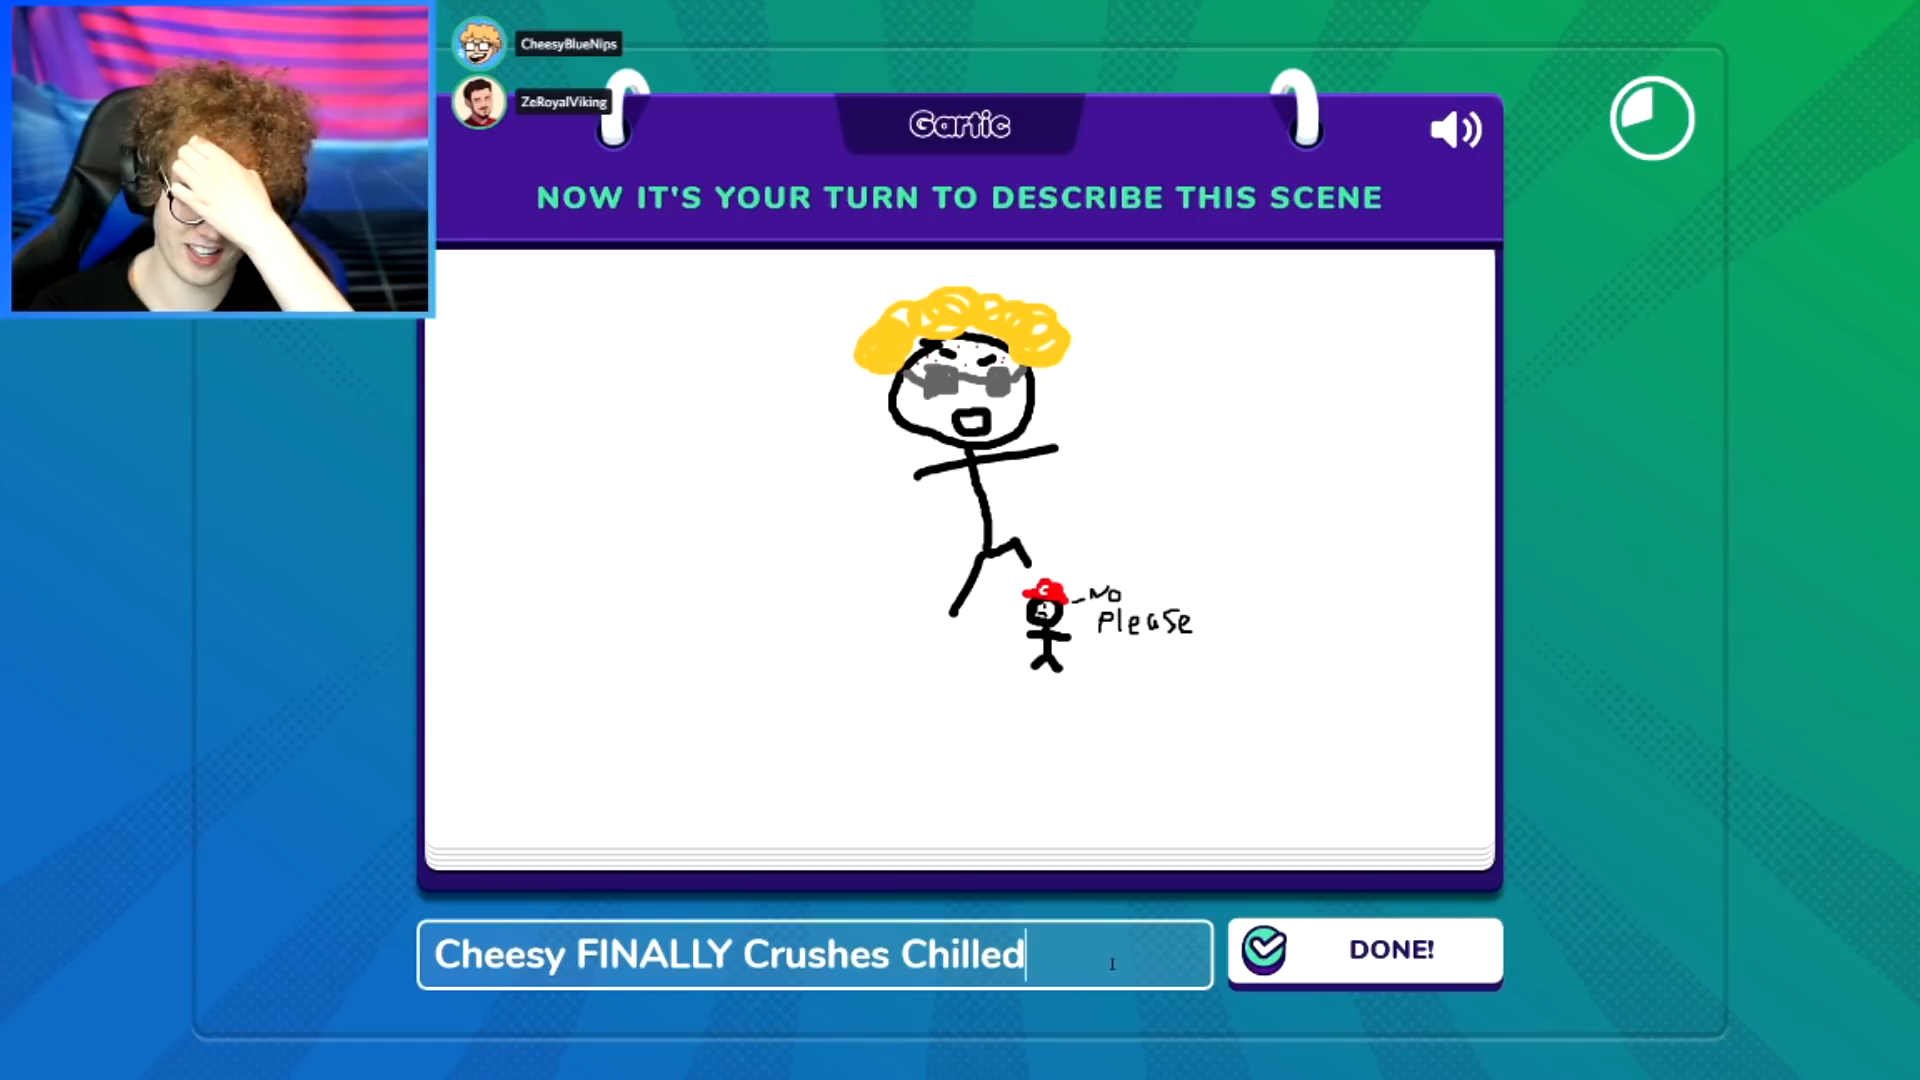 CheesyBlueNips
ZeRoyalViking
Gartic
NOW IT'S YOUR TURN TO DESCRIBE THIS SCENE
C
NO
Please
Cheesy FINALLY Crushes Chilled
DONE!